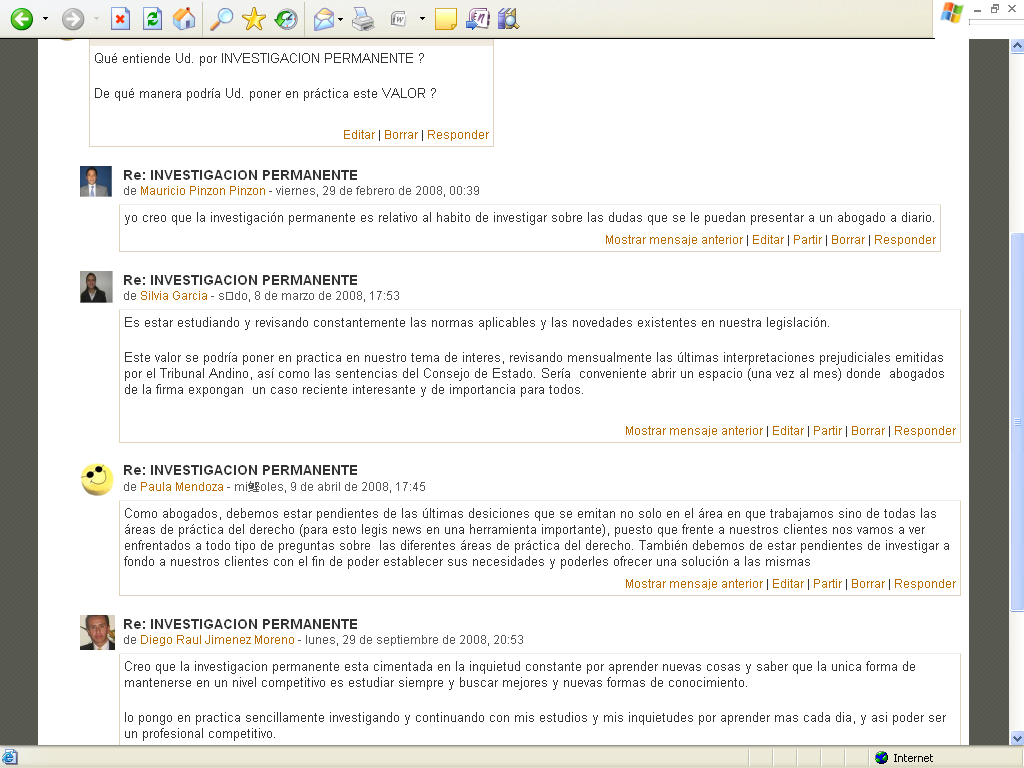 Qué entiende Ud. por INVESTIGACION PERMANENTE ?
De qué manera podría Ud. poner en práctica este VALOR ?
Editar | Borrar | Responder
Re: INVESTIGACION PERMANENTE
de Mauricio Pinzon Pinzon - viernes, 29 de febrero de 2008, 00:39
yo creo que la investigación permanente es relativo al habito de investigar sobre las dudas que se le puedan presentar a un abogado a diario.
Mostrar mensaje anterior | Editar | Partir | Borrar | Responder
Re: INVESTIGACION PERMANENTE
de Silvia Garcia - s□do, 8 de marzo de 2008, 17:53
Es estar estudiando y revisando constantemente las normas aplicables y las novedades existentes en nuestra legislación.
Este valor se podría poner en practica en nuestro tema de interes, revisando mensualmente las últimas interpretaciones prejudiciales emitidas
por el Tribunal Andino, así como las sentencias del Consejo de Estado. Sería  conveniente abrir un espacio (una vez al mes) donde  abogados
de la firma expongan  un caso reciente interesante y de importancia para todos.
Mostrar mensaje anterior | Editar | Partir | Borrar | Responder
Re: INVESTIGACION PERMANENTE
de Paula Mendoza - mi oles, 9 de abril de 2008, 17:45
Como abogados, debemos estar pendientes de las últimas desiciones que se emitan no solo en el área en que trabajamos sino de todas las
áreas de práctica del derecho (para esto legis news en una herramienta importante), puesto que frente a nuestros clientes nos vamos a ver
enfrentados a todo tipo de preguntas sobre  las diferentes áreas de práctica del derecho. También debemos de estar pendientes de investigar a
fondo a nuestros clientes con el fin de poder establecer sus necesidades y poderles ofrecer una solución a las mismas
Mostrar mensaje anterior | Editar | Partir | Borrar | Responder
Re: INVESTIGACION PERMANENTE
de Diego Raul Jimenez Moreno - lunes, 29 de septiembre de 2008, 20:53
Creo que la investigacion permanente esta cimentada en la inquietud constante por aprender nuevas cosas y saber que la unica forma de
mantenerse en un nivel competitivo es estudiar siempre y buscar mejores y nuevas formas de conocimiento.
lo pongo en practica sencillamente investigando y continuando con mis estudios y mis inquietudes por aprender mas cada dia, y asi poder ser
un profesional competitivo.
Internet